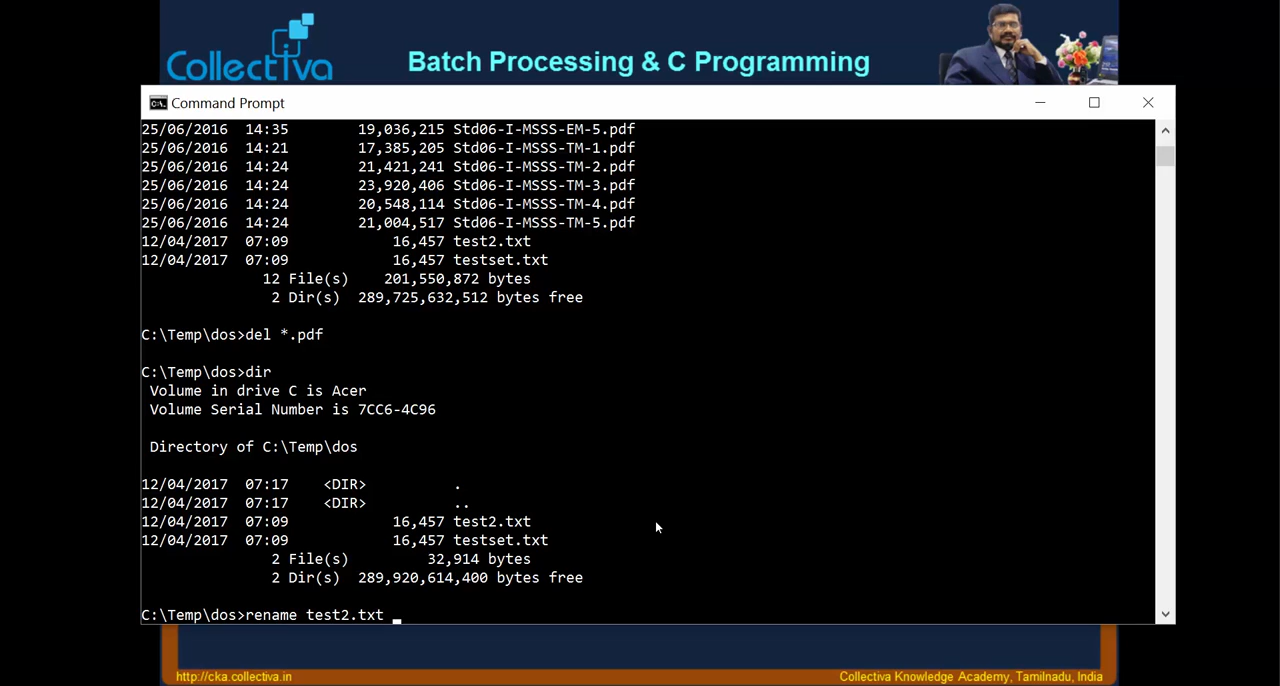 Collectiva
Batch Processing & C Programming
Command Prompt
25/06/2016  14:35        19,036,215 Std06-I-MSSS-EM-5.pdf
25/06/2016  14:21        17,385,205 Std06-I-MSSS-TM-1.pdf
25/06/2016  14:24        21,421,241 Std06-I-MSSS-TM-2.pdf
25/06/2016  14:24        23,920,406 Std06-I-MSSS-TM-3.pdf
25/06/2016  14:24        20,548,114 Std06-I-MSSS-TM-4.pdf
25/06/2016  14:24        21,004,517 Std06-I-MSSS-TM-5.pdf
12/04/2017  07:09            16,457 test2.txt
12/04/2017  07:09            16,457 testset.txt
12 File(s)    201,550,872 bytes
2 Dir(s)  289,725,632,512 bytes free
C:\Temp\dos>del *.pdf
C:\Temp\dos>dir
Volume in drive C is Acer
Volume Serial Number is 7CC6-4C96
Directory of C:\Temp\dos
12/04/2017  07:17    <DIR>          .
12/04/2017  07:17    <DIR>          ..
12/04/2017  07:09            16,457 test2.txt
12/04/2017  07:09            16,457 testset.txt
2 File(s)         32,914 bytes
2 Dir(s)  289,920,614,400 bytes free
C:\Temp\dos>rename test2.txt _
http://cka.collectiva.in
Collectiva Knowledge Academy, Tamilnadu, India